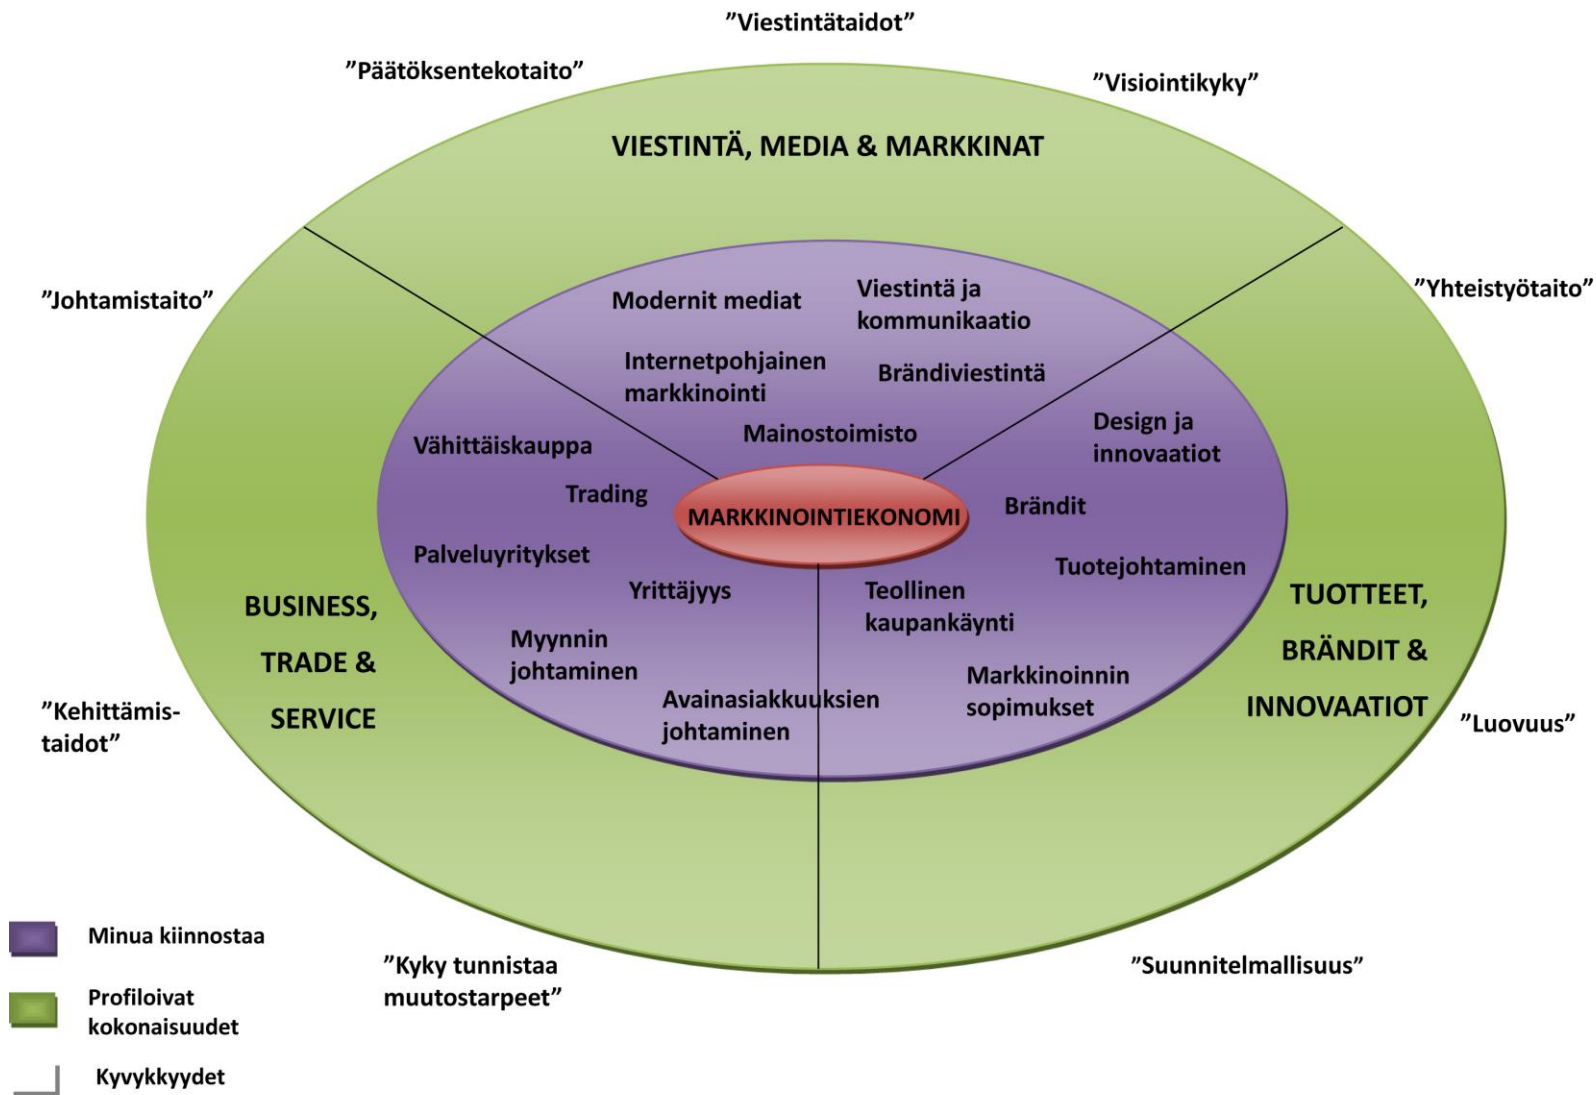 ”Viestintätaidot”
”Päätöksentekotaito”
”Visiointikyky”
VIESTINTÄ, MEDIA & MARKKINAT
”Johtamistaito”
”Yhteistyötaito”
Modernit mediat
Viestintä ja
kommunikaatio
Internetpohjainen
markkinointi
Brändiviestintä
Mainostoimisto
Design ja
innovaatiot
Vähittäiskauppa
Trading
MARKKINOINTIEKONOMI
Brändit
Palveluyritykset
Tuotejohtaminen
Yrittäjyys
Teollinen
kaupankäynti
BUSINESS,
TRADE &
SERVICE
TUOTTEET,
BRÄNDIT &
INNOVAATIOT
Myynnin
johtaminen
Avainasiakkuuksien
johtaminen
Markkinoinnin
sopimukset
”Kehittämis-
taidot”
”Luovuus”
”Kyky tunnistaa
muutostarpeet”
”Suunnitelmallisuus”
Minua kiinnostaa
Profiloivat
kokonaisuudet
Kyvykkyydet